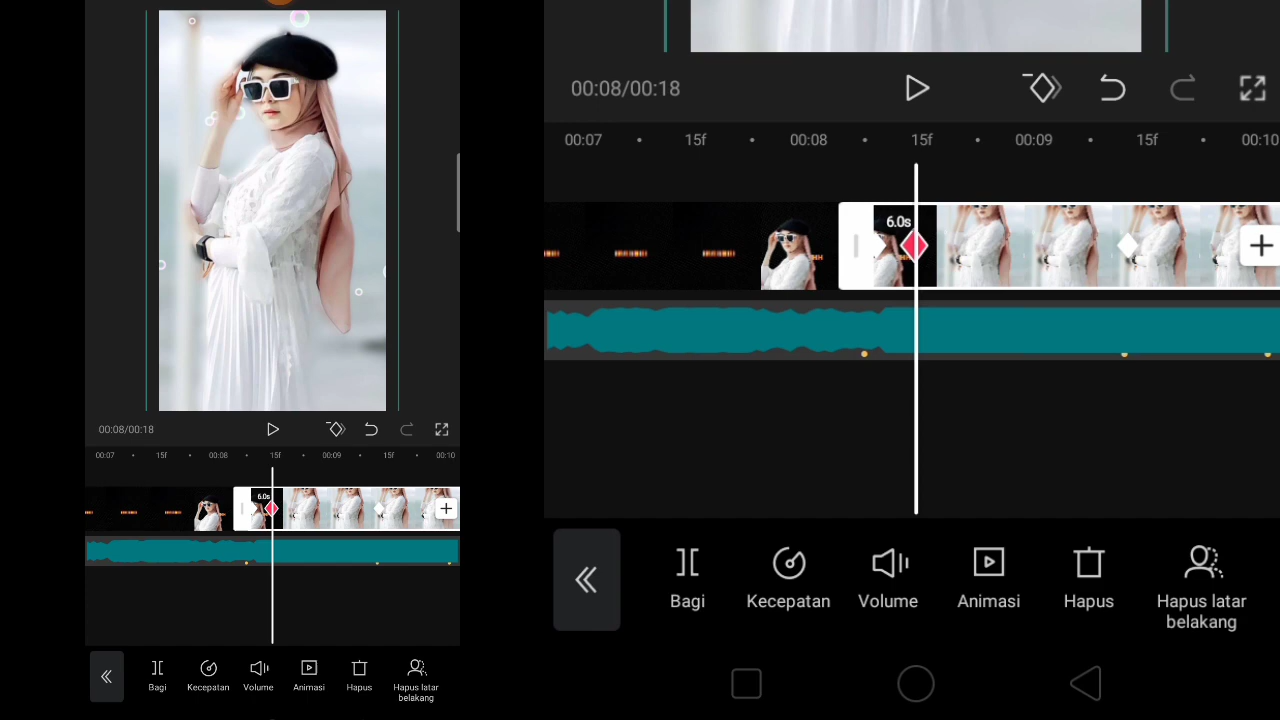 00:08/00:18
00:07 15f 00:08 15f 00:09 15f 00:10
6.0s
Bagi Kecepatan Volume Animasi Hapus Hapus latar
belakang
00:08/00:18
00:07 15f 00:08 15f 00:09 15f 00:10
6.0s
Bagi Kecepatan Volume Animasi Hapus Hapus latar
belakang